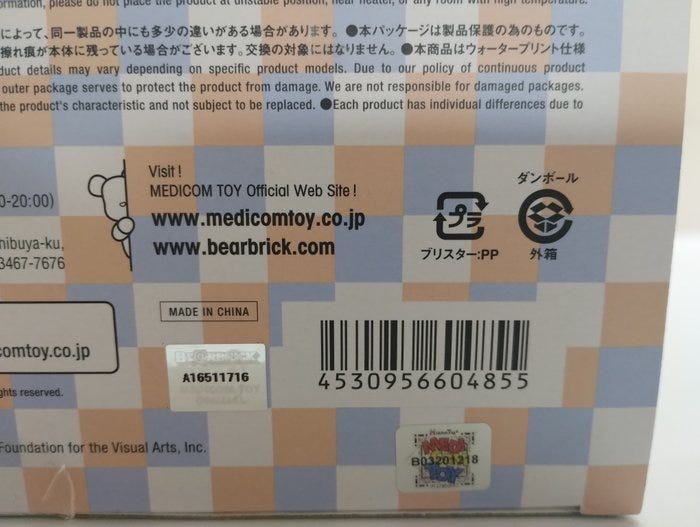 ormation, please do not place the product at unstable position, near heater, or any room with high temperature.
によって、同一製品の中にも多少の違いがある場合があります。 ●本パッケージは製品保護の為のものです。
擦れ痕が本体に残っている場合がございます。交換の対象にはなりません。 ●本商品はウォータープリント仕様
duct details may vary depending on specific product models. Due to our policy of continuous product
outer package serves to protect the product from damage. We are not responsible for damaged packages.
the product's characteristic and not subject to be replaced. ●Each product has individual differences due to
0-20:00)
hibuya-ku,
3467-7676
Visit !
MEDICOM TOY Official Web Site !
www.medicomtoy.co.jp
www.bearbrick.com
プラ
ブリスター:PP
ダンボール
外箱
MADE IN CHINA
comtoy.co.jp
ghts reserved.
BE@RBRICK
A16511716
MEDICOM TOY
4530956604855
Foundation for the Visual Arts, Inc.
MEDICOM TOY
B03201218